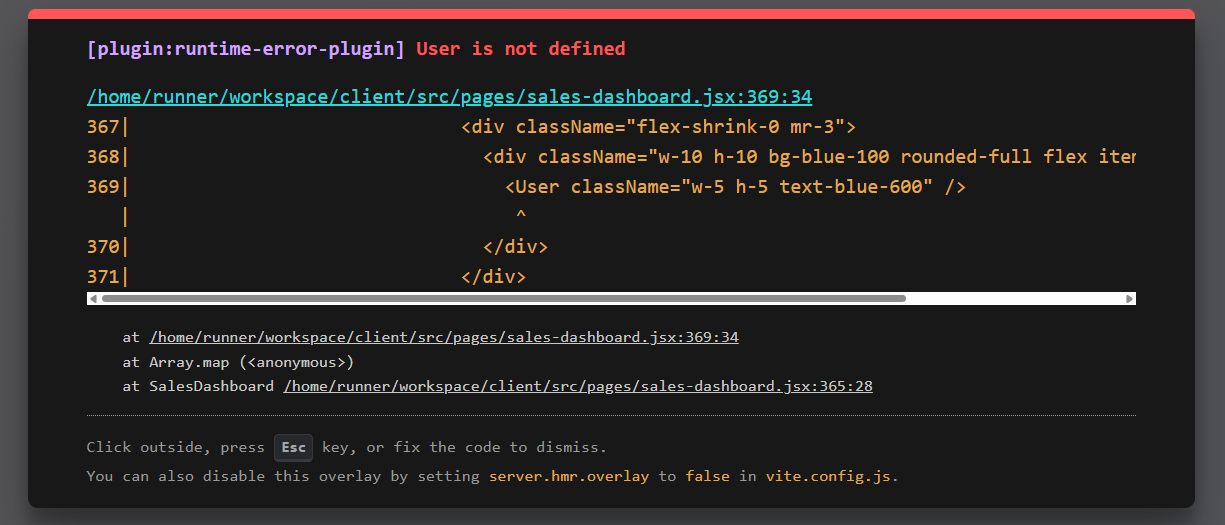 [plugin:runtime-error-plugin] User is not defined
/home/runner/workspace/client/src/pages/sales-dashboard.jsx:369:34
367|                              <div className="flex-shrink-0 mr-3">
368|                                <div className="w-10 h-10 bg-blue-100 rounded-full flex
369|                                  <User className="w-5 h-5 text-blue-600" />
   |                                   ^
370|                                </div>
371|                              </div>
at /home/runner/workspace/client/src/pages/sales-dashboard.jsx:369:34
at Array.map (<anonymous>)
at SalesDashboard /home/runner/workspace/client/src/pages/sales-dashboard.jsx:365:28
Click outside, press Esc key, or fix the code to dismiss.
You can also disable this overlay by setting server.hmr.overlay to false in vite.config.js.